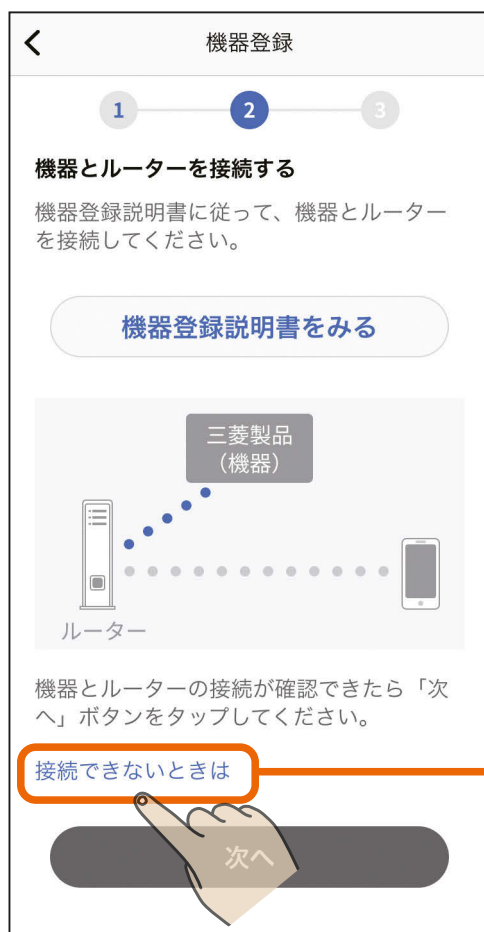 機器登録
1 2 3
機器とルーターを接続する
機器登録説明書に従って、機器とルーター
を接続してください。
機器登録説明書をみる
三菱製品
（機器）
ルーター
機器とルーターの接続が確認できたら「次
へ」ボタンをタップしてください。
接続できないときは
次へ